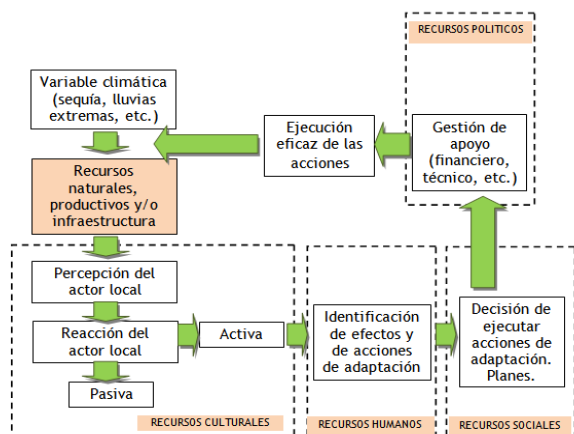 RECURSOS POLITICOS
Variable climática
(sequía, lluvias
extremas, etc.)
Ejecución
eficaz de las
acciones
Gestión de
apoyo
(financiero,
técnico, etc.)
Recursos
naturales,
productivos y/o
infraestructura
Percepción del
actor local
Reacción del
actor local
Activa
Identificación
de efectos y
de acciones
de adaptación
Decisión de
ejecutar
acciones de
adaptación.
Planes.
Pasiva
RECURSOS CULTURALES
RECURSOS HUMANOS
RECURSOS SOCIALES